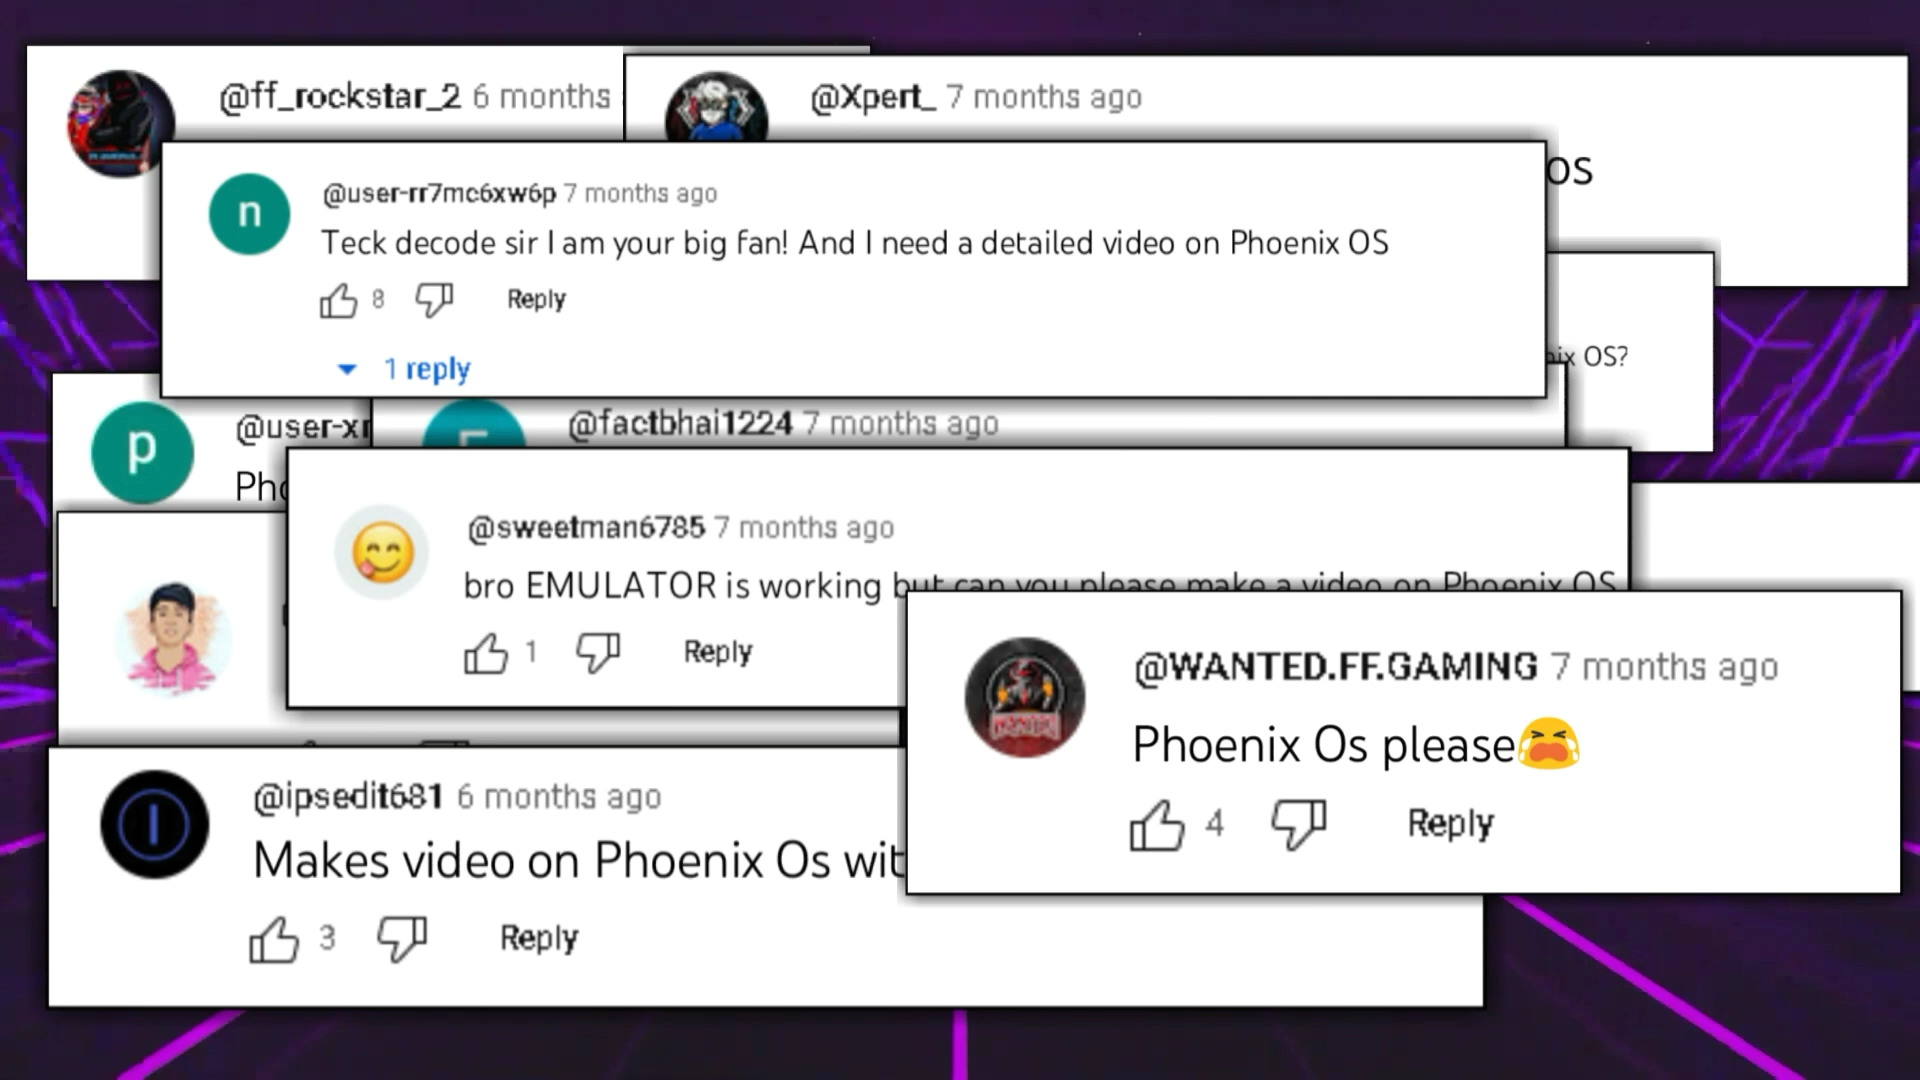 @ff_rockstar_2 6 months
@Xpert_ 7 months ago
OS
n
@user-rr7mc6xw6p 7 months ago
Teck decode sir I am your big fan! And I need a detailed video on Phoenix OS
8 Reply
1 reply
OS?
p
@user-xr
@factbhai1224 7 months ago
@sweetman6785 7 months ago
bro EMULATOR is working but can you please make a video on Phoenix OS
1 Reply
@WANTED.FF.GAMING 7 months ago
Phoenix Os please😭
4 Reply
@ipsedit681 6 months ago
Makes video on Phoenix Os wit
3 Reply